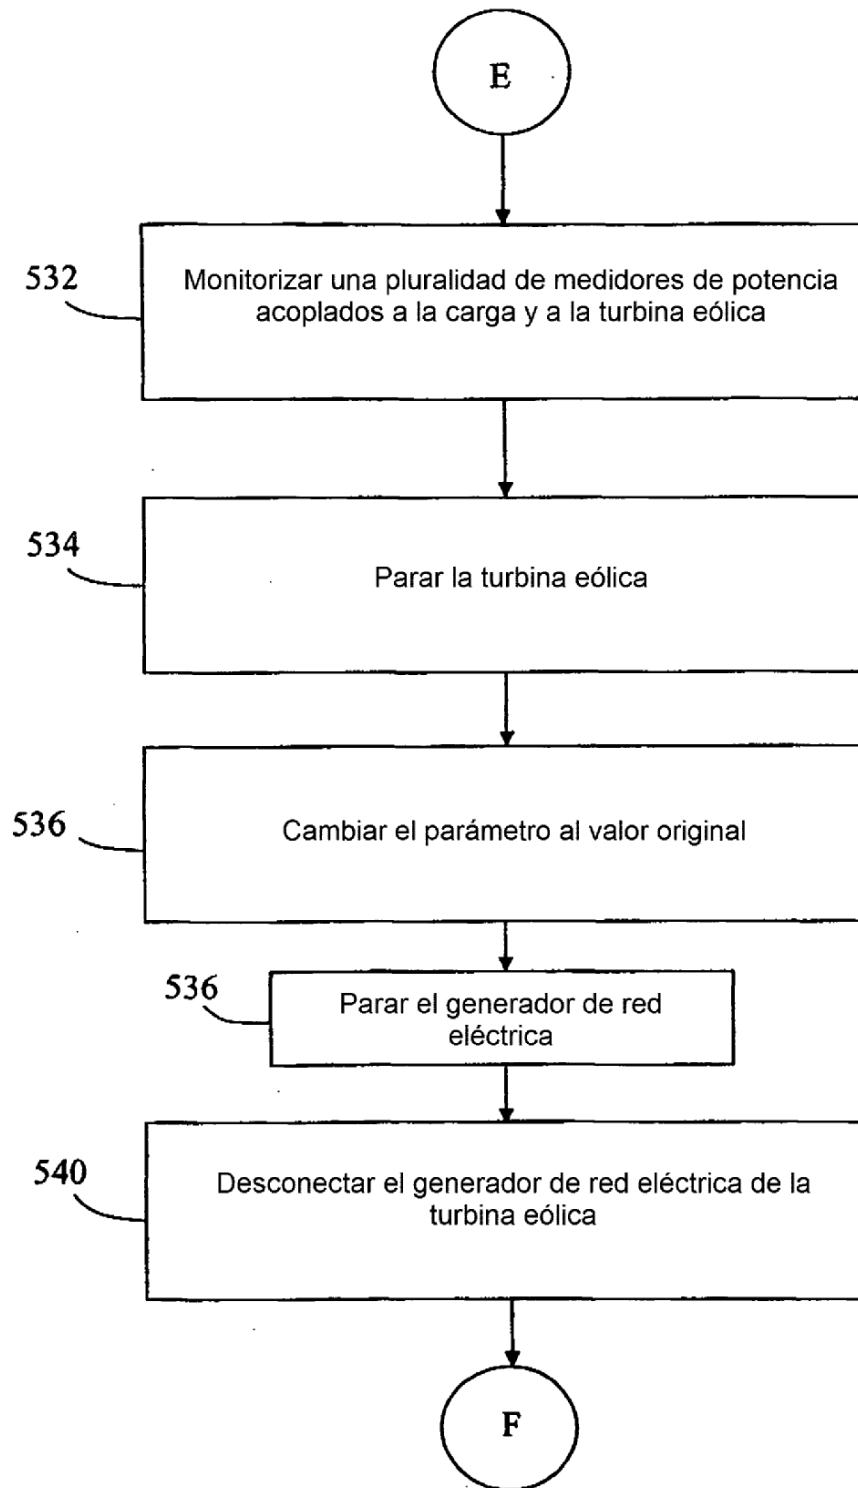 E
532
Monitorizar una pluralidad de medidores de potencia
acoplados a la carga y a la turbina eólica
534
Parar la turbina eólica
536
Cambiar el parámetro al valor original
536
Parar el generador de red
eléctrica
540
Desconectar el generador de red eléctrica de la
turbina eólica
F